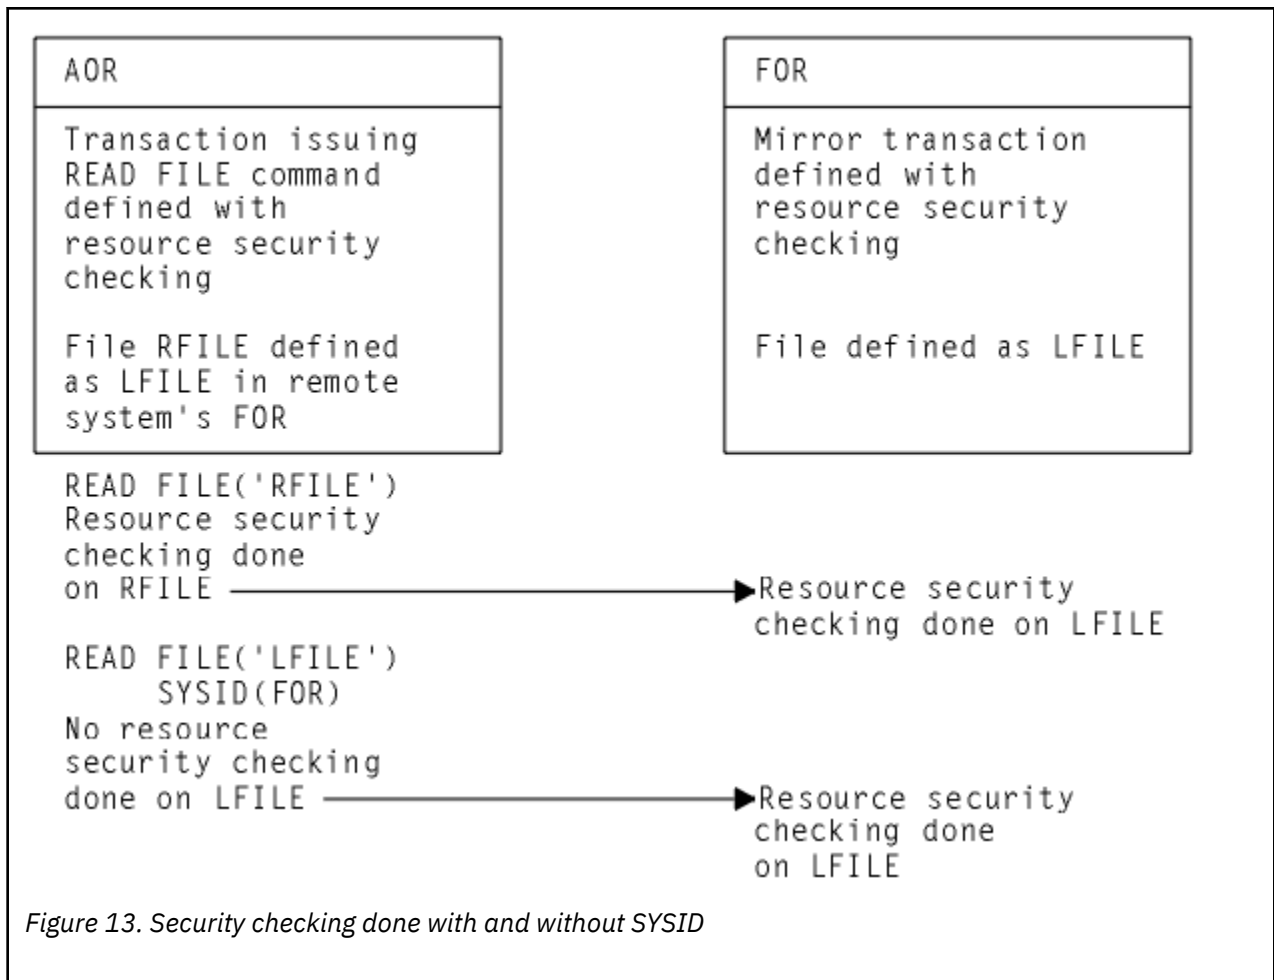 AOR
Transaction issuing
READ FILE command
defined with
resource security
checking
File RFILE defined
as LFILE in remote
system's FOR
FOR
Mirror transaction
defined with
resource security
checking
File defined as LFILE
READ FILE('RFILE')
Resource security
checking done
on RFILE
Resource security
checking done on LFILE
READ FILE('LFILE')
SYSID(FOR)
No resource
security checking
done on LFILE
Resource security
checking done
on LFILE
Figure 13. Security checking done with and without SYSID